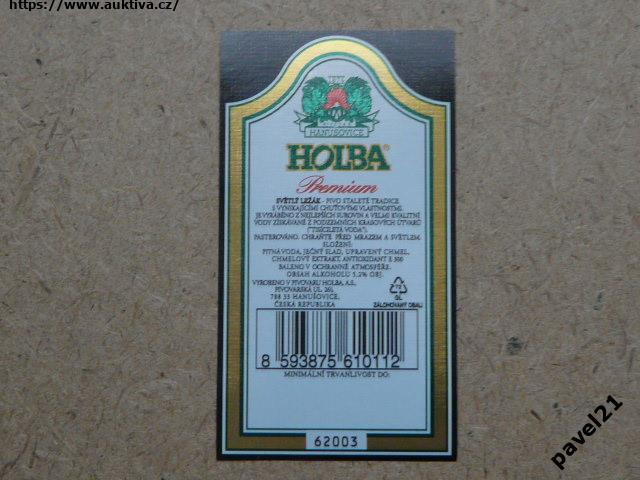 https://www.auktiva.cz/
1874
HANUŠOVICE
HOLBA®
Premium
SVĚTLÝ LEŽÁK - PIVO STALETÉ TRADICE
S VYNIKAJÍCÍMI CHUŤOVÝMI VLASTNOSTMI.
JE VYRÁBĚNO Z NEJLEPŠÍCH SUROVIN A VELMI KVALITNÍ
VODY ZÍSKÁVANÉ Z PODZEMNÍCH KRASOVÝCH ÚTVARŮ
("TISÍCILETÁ VODA").
PASTEROVÁNO. CHRAŇTE PŘED MRAZEM A SVĚTLEM.
SLOŽENÍ:
PITNÁ VODA, JEČNÝ SLAD, UPRAVENÝ CHMEL,
CHMELOVÝ EXTRAKT, ANTIOXIDANT E 300
BALENO V OCHRANNÉ ATMOSFÉŘE.
OBSAH ALKOHOLU 5,2% OBJ.
VYROBENO V PIVOVARU HOLBA, A.S.,
PIVOVARSKÁ UL. 261,
788 33 HANUŠOVICE,
ČESKÁ REPUBLIKA
GL
ZÁLOHOVANÝ OBAL!
8 593875 610112
MINIMÁLNÍ TRVANLIVOST DO:
62003
pavel21